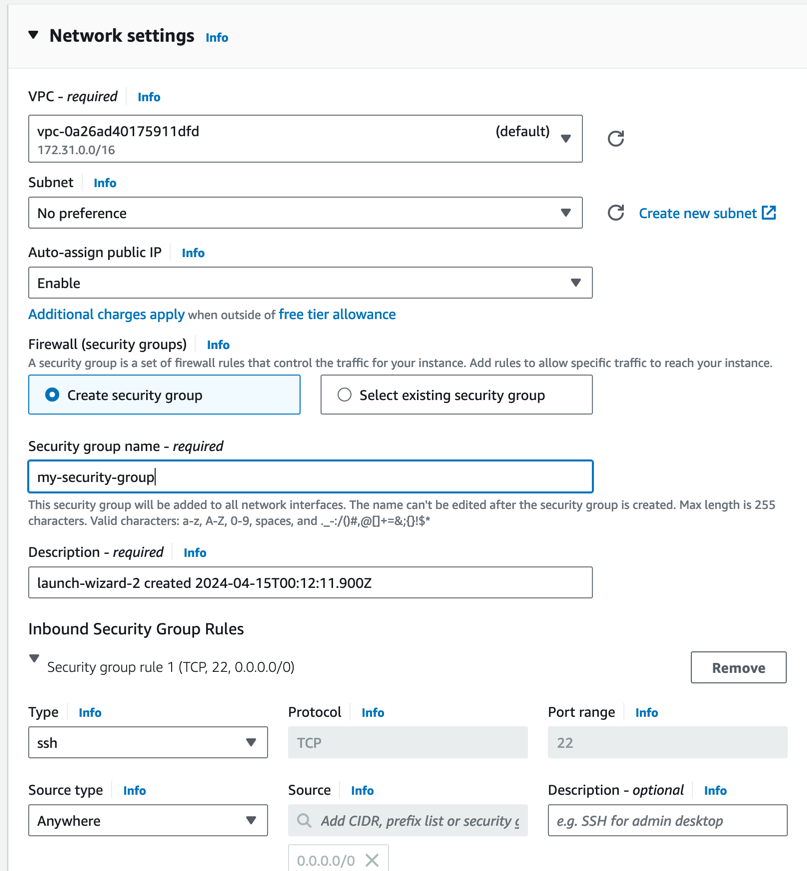 Network settings Info
VPC - required Info
vpc-0a26ad40175911dfd (default)
172.31.0.0/16
Subnet Info
No preference
Create new subnet
Auto-assign public IP Info
Enable
Additional charges apply when outside of free tier allowance
Firewall (security groups) Info
A security group is a set of firewall rules that control the traffic for your instance. Add rules to allow specific traffic to reach your instance.
Create security group Select existing security group
Security group name - required
my-security-group
This security group will be added to all network interfaces. The name can't be edited after the security group is created. Max length is 255
characters. Valid characters: a-z, A-Z, 0-9, spaces, and ._-:/()#,@[]+=&;{}!$*
Description - required Info
launch-wizard-2 created 2024-04-15T00:12:11.900Z
Inbound Security Group Rules
Security group rule 1 (TCP, 22, 0.0.0.0/0) Remove
Type Info Protocol Info Port range Info
ssh TCP 22
Source type Info Source Info Description - optional Info
Anywhere Add CIDR, prefix list or security g e.g. SSH for admin desktop
0.0.0.0/0